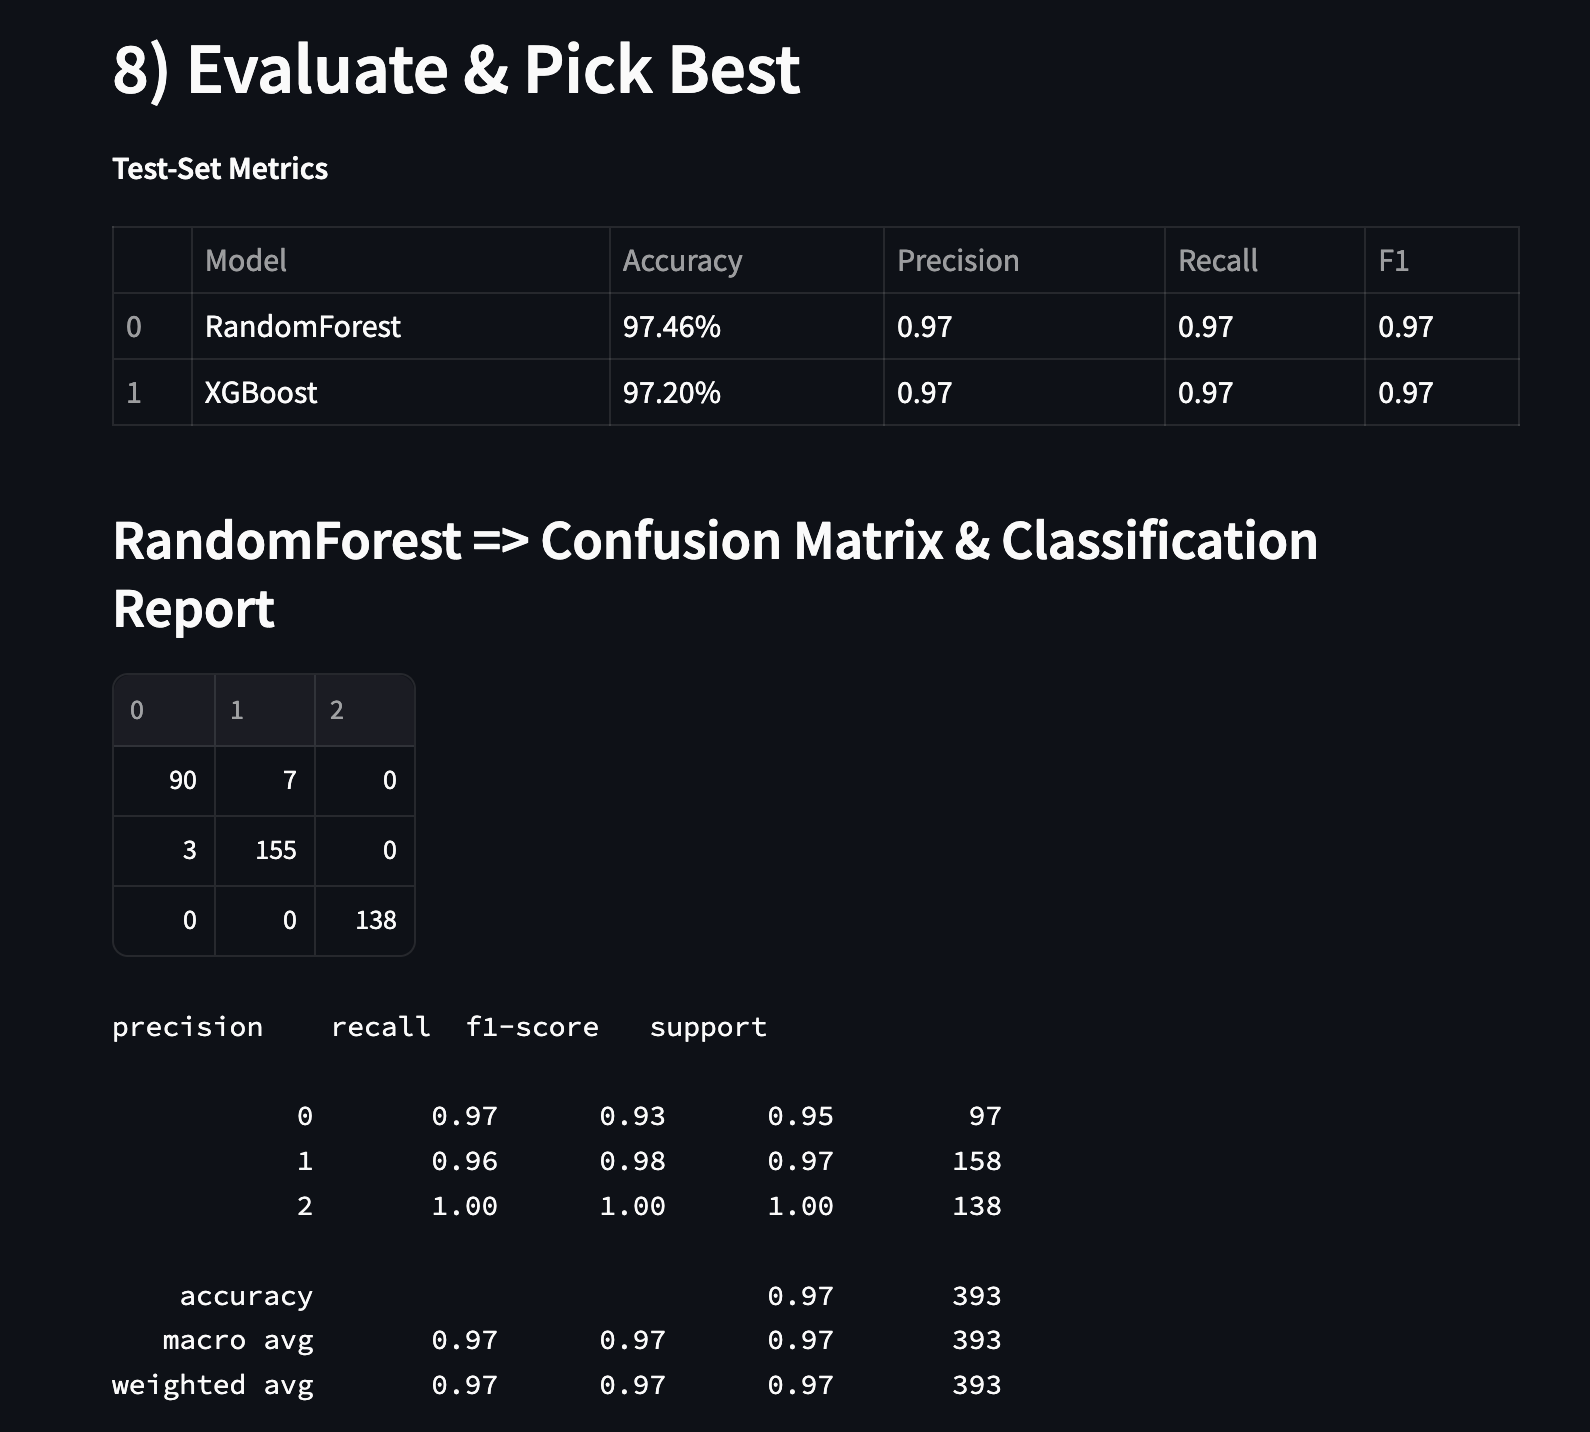 8) Evaluate & Pick Best
Test-Set Metrics
Model Accuracy Precision Recall F1
0 RandomForest 97.46% 0.97 0.97 0.97
1 XGBoost 97.20% 0.97 0.97 0.97
RandomForest => Confusion Matrix & Classification
Report
0 1 2
90 7 0
3 155 0
0 0 138
precision recall f1-score support
0 0.97 0.93 0.95 97
1 0.96 0.98 0.97 158
2 1.00 1.00 1.00 138
accuracy 0.97 393
macro avg 0.97 0.97 0.97 393
weighted avg 0.97 0.97 0.97 393